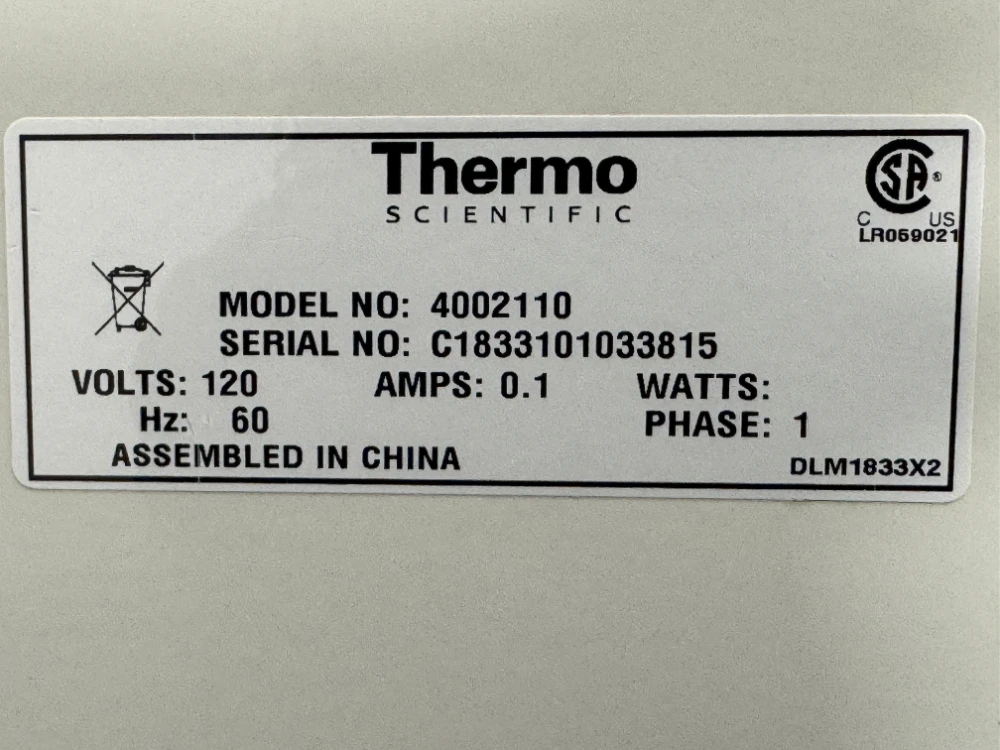 Thermo
SCIENTIFIC
SA
C US
LR059021
MODEL NO: 4002110
SERIAL NO: C1833101033815
VOLTS: 120 AMPS: 0.1 WATTS:
Hz: 60 PHASE: 1
ASSEMBLED IN CHINA
DLM1833X2